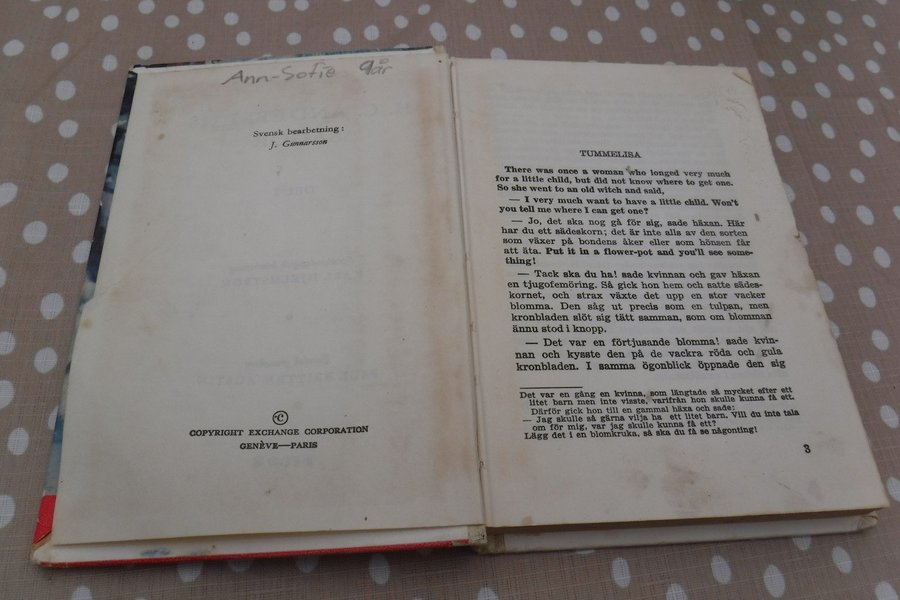 Ann-Sofie 9år
Svensk bearbetning:
J. Gunnarsson
©
COPYRIGHT EXCHANGE CORPORATION
GENÈVE—PARIS
TUMMELISA
There was once a woman who longed very much
for a little child, but did not know where to get one.
So she went to an old witch and said,
— I very much want to have a little child. Won't
you tell me where I can get one?
— Jo, det ska nog gå för sig, sade häxan. Här
har du ett sädeskorn; det är inte alls av den sorten
som växer på bondens åker eller som hönsen får
att äta. Put it in a flower-pot and you'll see some-
thing!
— Tack ska du ha! sade kvinnan och gav häxan
en tjugofemöring. Så gick hon hem och satte sädes-
kornet, och strax växte det upp en stor vacker
blomma. Den såg ut precis som en tulpan, men
kronbladen slöt sig tätt samman, som om blomman
ännu stod i knopp.
— Det var en förtjusande blomma! sade kvin-
nan och kysste den på de vackra röda och gula
kronbladen. I samma ögonblick öppnade den sig
Det var en gång en kvinna, som längtade så mycket efter ett
litet barn men inte visste, varifrån hon skulle kunna få ett.
Därför gick hon till en gammal häxa och sade:
— Jag skulle så gärna vilja ha ett litet barn. Vill du inte tala
om för mig, var jag skulle kunna få ett?
Lägg det i en blomkruka, så ska du få se någonting!
3